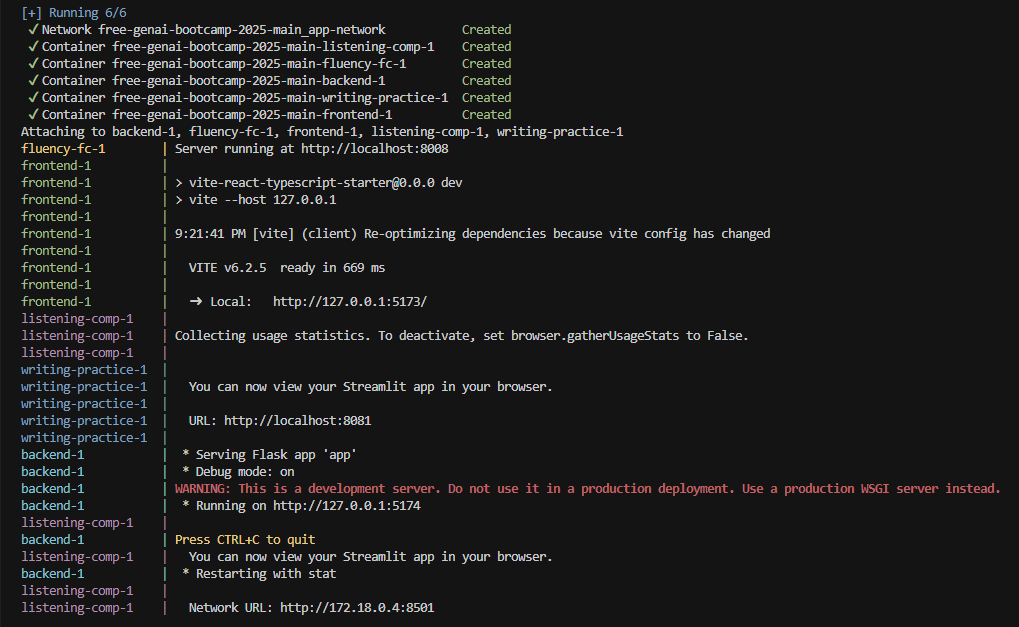 [+] Running 6/6
✓ Network free-genai-bootcamp-2025-main_app-network Created
✓ Container free-genai-bootcamp-2025-main-listening-comp-1 Created
✓ Container free-genai-bootcamp-2025-main-fluency-fc-1 Created
✓ Container free-genai-bootcamp-2025-main-backend-1 Created
✓ Container free-genai-bootcamp-2025-main-writing-practice-1 Created
✓ Container free-genai-bootcamp-2025-main-frontend-1 Created
Attaching to backend-1, fluency-fc-1, frontend-1, listening-comp-1, writing-practice-1
fluency-fc-1 | Server running at http://localhost:8008
frontend-1 |
frontend-1 | > vite-react-typescript-starter@0.0.0 dev
frontend-1 | > vite --host 127.0.0.1
frontend-1 |
frontend-1 | 9:21:41 PM [vite] (client) Re-optimizing dependencies because vite config has changed
frontend-1 |
frontend-1 | VITE v6.2.5 ready in 669 ms
frontend-1 |
frontend-1 | ➜ Local: http://127.0.0.1:5173/
listening-comp-1 |
listening-comp-1 | Collecting usage statistics. To deactivate, set browser.gatherUsageStats to False.
listening-comp-1 |
writing-practice-1 |
writing-practice-1 | You can now view your Streamlit app in your browser.
writing-practice-1 |
writing-practice-1 | URL: http://localhost:8081
writing-practice-1 |
backend-1 | * Serving Flask app 'app'
backend-1 | * Debug mode: on
backend-1 | WARNING: This is a development server. Do not use it in a production deployment. Use a production WSGI server instead.
backend-1 | * Running on http://127.0.0.1:5174
listening-comp-1 |
backend-1 | Press CTRL+C to quit
listening-comp-1 | You can now view your Streamlit app in your browser.
backend-1 | * Restarting with stat
listening-comp-1 |
listening-comp-1 | Network URL: http://172.18.0.4:8501